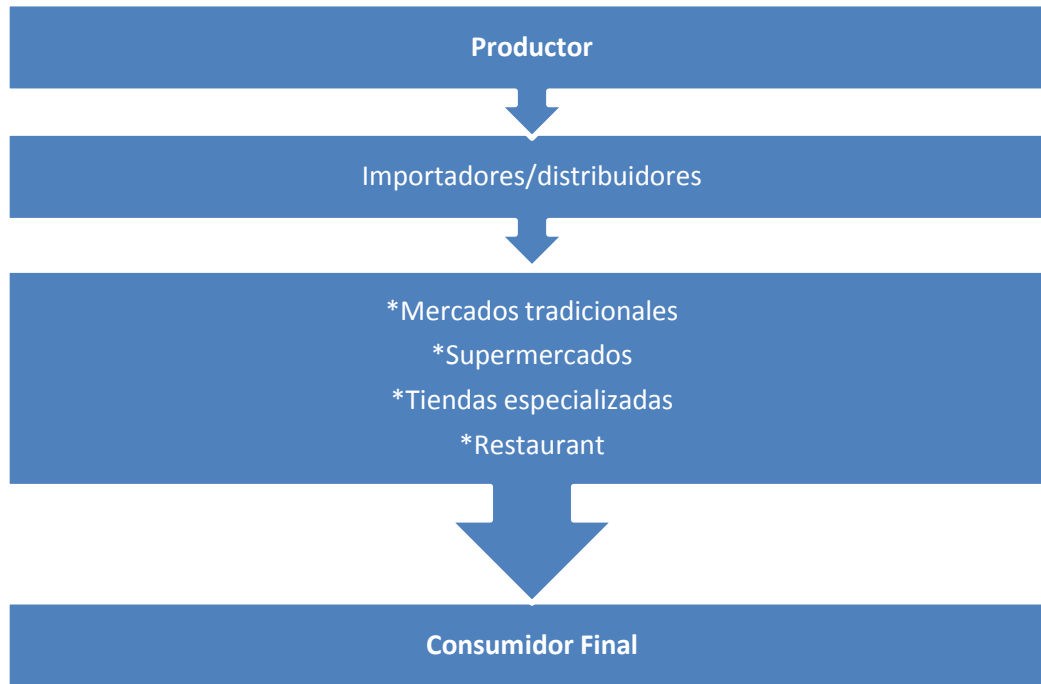 Productor
Importadores/distribuidores
*Mercados tradicionales
*Supermercados
*Tiendas especializadas
*Restaurant
Consumidor Final